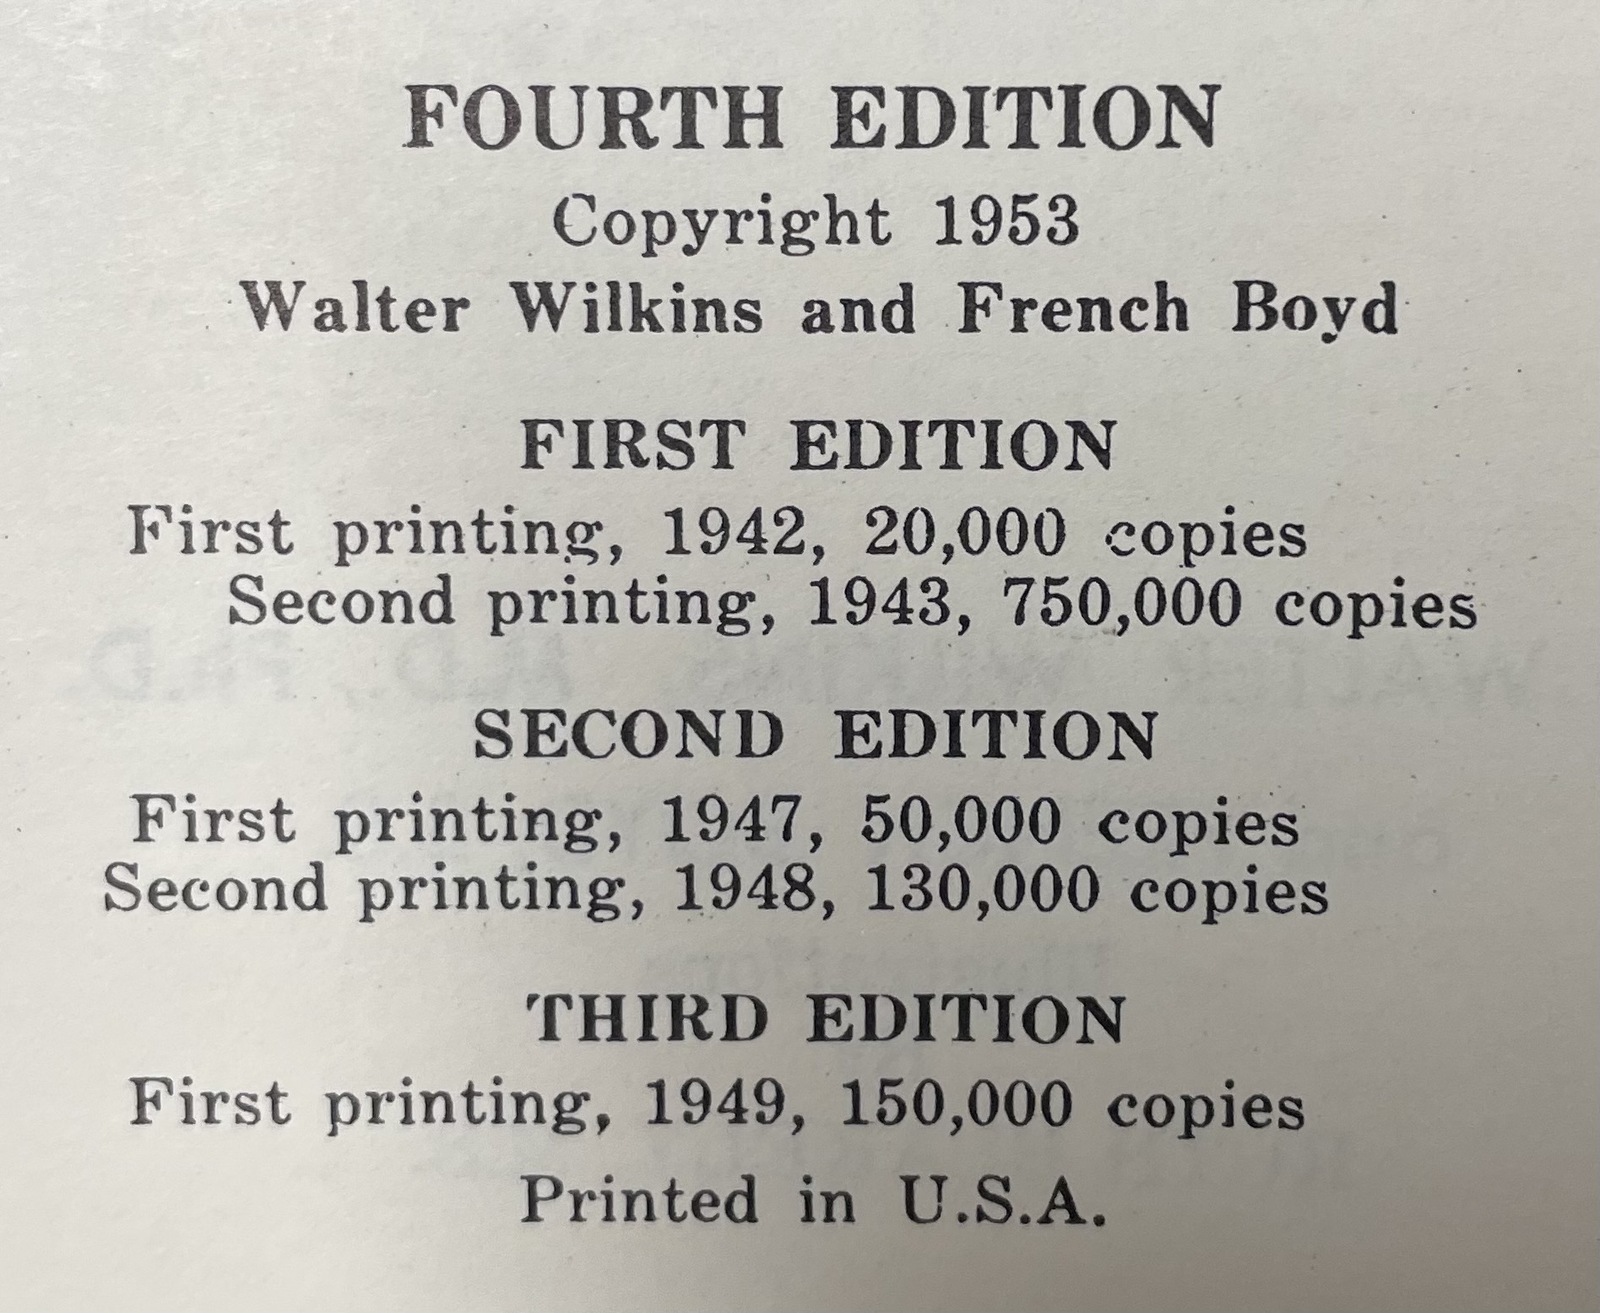 FOURTH EDITION
Copyright 1953
Walter Wilkins and French Boyd
FIRST EDITION
First printing, 1942, 20,000 copies
Second printing, 1943, 750,000 copies
SECOND EDITION
First printing, 1947, 50,000 copies
Second printing, 1948, 130,000 copies
THIRD EDITION
First printing, 1949, 150,000 copies
Printed in U.S.A.